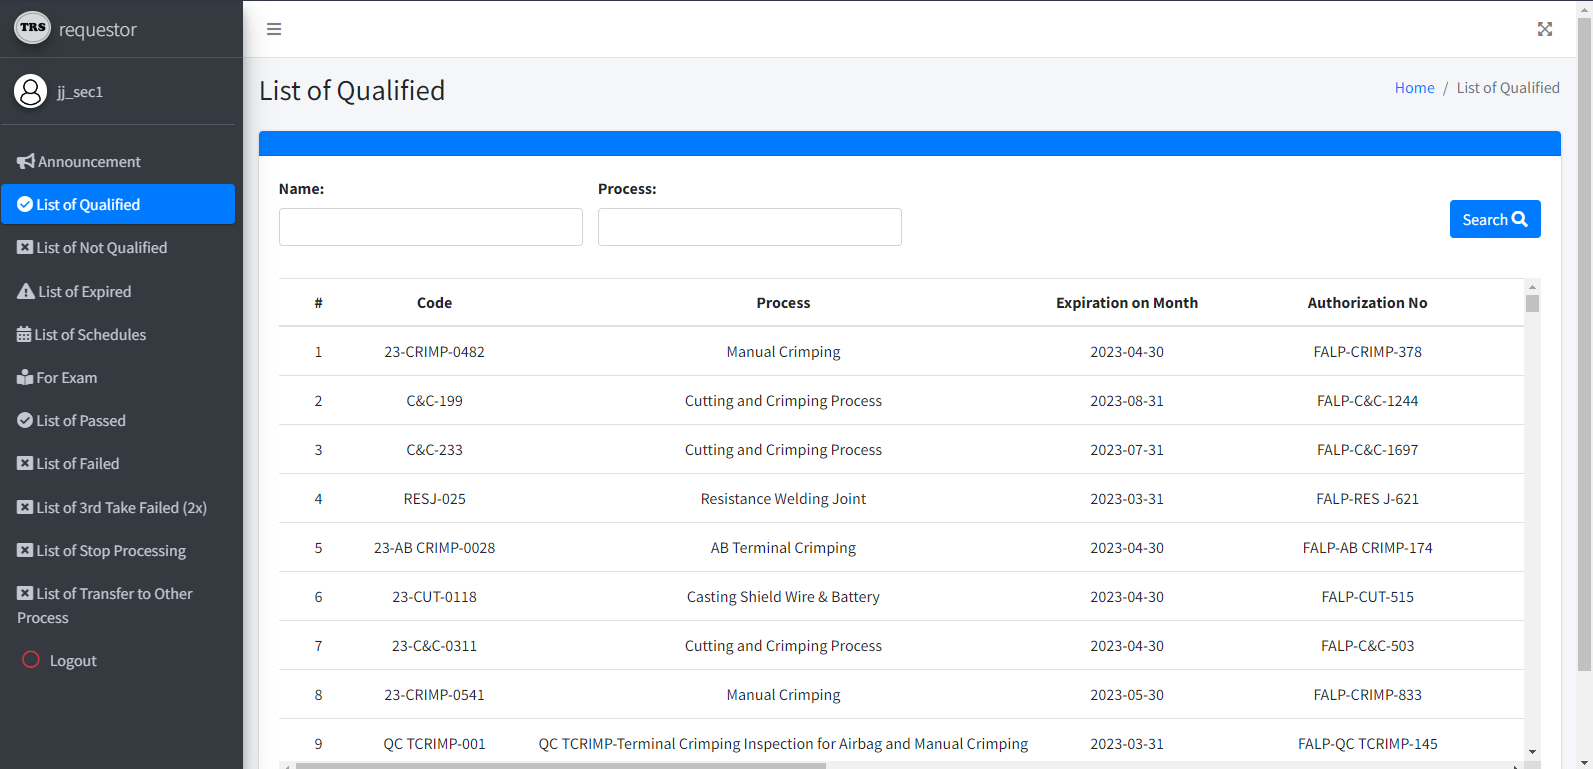 TRS requestor
jj_sec1
Announcement
List of Qualified
List of Not Qualified
List of Expired
List of Schedules
For Exam
List of Passed
List of Failed
List of 3rd Take Failed (2x)
List of Stop Processing
List of Transfer to Other
Process
Logout
List of Qualified
Home / List of Qualified
Name: Process:
Search
# Code Process Expiration on Month Authorization No
1 23-CRIMP-0482 Manual Crimping 2023-04-30 FALP-CRIMP-378
2 C&C-199 Cutting and Crimping Process 2023-08-31 FALP-C&C-1244
3 C&C-233 Cutting and Crimping Process 2023-07-31 FALP-C&C-1697
4 RESJ-025 Resistance Welding Joint 2023-03-31 FALP-RES J-621
5 23-AB CRIMP-0028 AB Terminal Crimping 2023-04-30 FALP-AB CRIMP-174
6 23-CUT-0118 Casting Shield Wire & Battery 2023-04-30 FALP-CUT-515
7 23-C&C-0311 Cutting and Crimping Process 2023-04-30 FALP-C&C-503
8 23-CRIMP-0541 Manual Crimping 2023-05-30 FALP-CRIMP-833
9 QC TCRIMP-001 QC TCRIMP-Terminal Crimping Inspection for Airbag and Manual Crimping 2023-03-31 FALP-QC TCRIMP-145